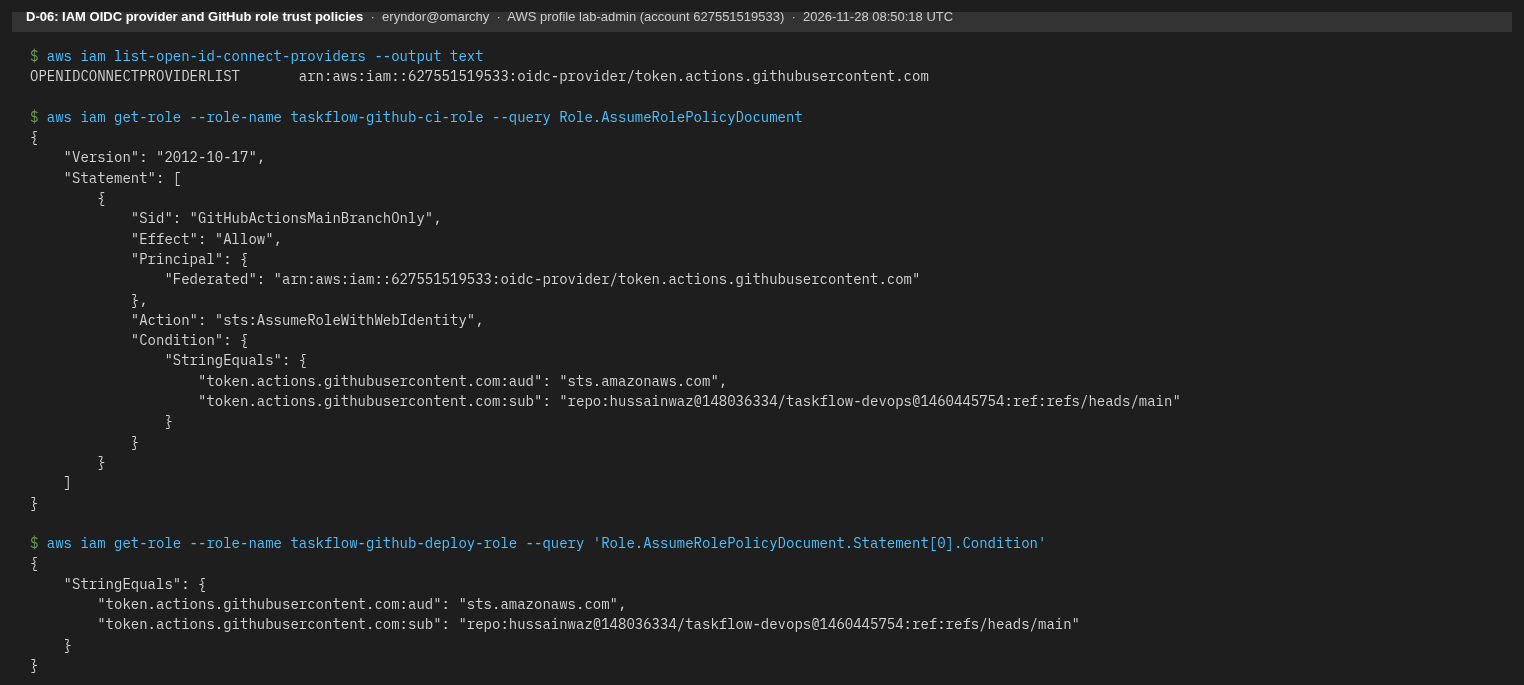 D-06: IAM OIDC provider and GitHub role trust policies · eryndor@omarchy · AWS profile lab-admin (account 627551519533) · 2026-11-28 08:50:18 UTC
$ aws iam list-open-id-connect-providers --output text
OPENIDCONNECTPROVIDERLIST       arn:aws:iam::627551519533:oidc-provider/token.actions.githubusercontent.com
$ aws iam get-role --role-name taskflow-github-ci-role --query Role.AssumeRolePolicyDocument
{
    "Version": "2012-10-17",
    "Statement": [
        {
            "Sid": "GitHubActionsMainBranchOnly",
            "Effect": "Allow",
            "Principal": {
                "Federated": "arn:aws:iam::627551519533:oidc-provider/token.actions.githubusercontent.com"
            },
            "Action": "sts:AssumeRoleWithWebIdentity",
            "Condition": {
                "StringEquals": {
                    "token.actions.githubusercontent.com:aud": "sts.amazonaws.com",
                    "token.actions.githubusercontent.com:sub": "repo:hussainwaz@148036334/taskflow-devops@1460445754:ref:refs/heads/main"
                }
            }
        }
    ]
}
$ aws iam get-role --role-name taskflow-github-deploy-role --query 'Role.AssumeRolePolicyDocument.Statement[0].Condition'
{
    "StringEquals": {
        "token.actions.githubusercontent.com:aud": "sts.amazonaws.com",
        "token.actions.githubusercontent.com:sub": "repo:hussainwaz@148036334/taskflow-devops@1460445754:ref:refs/heads/main"
    }
}